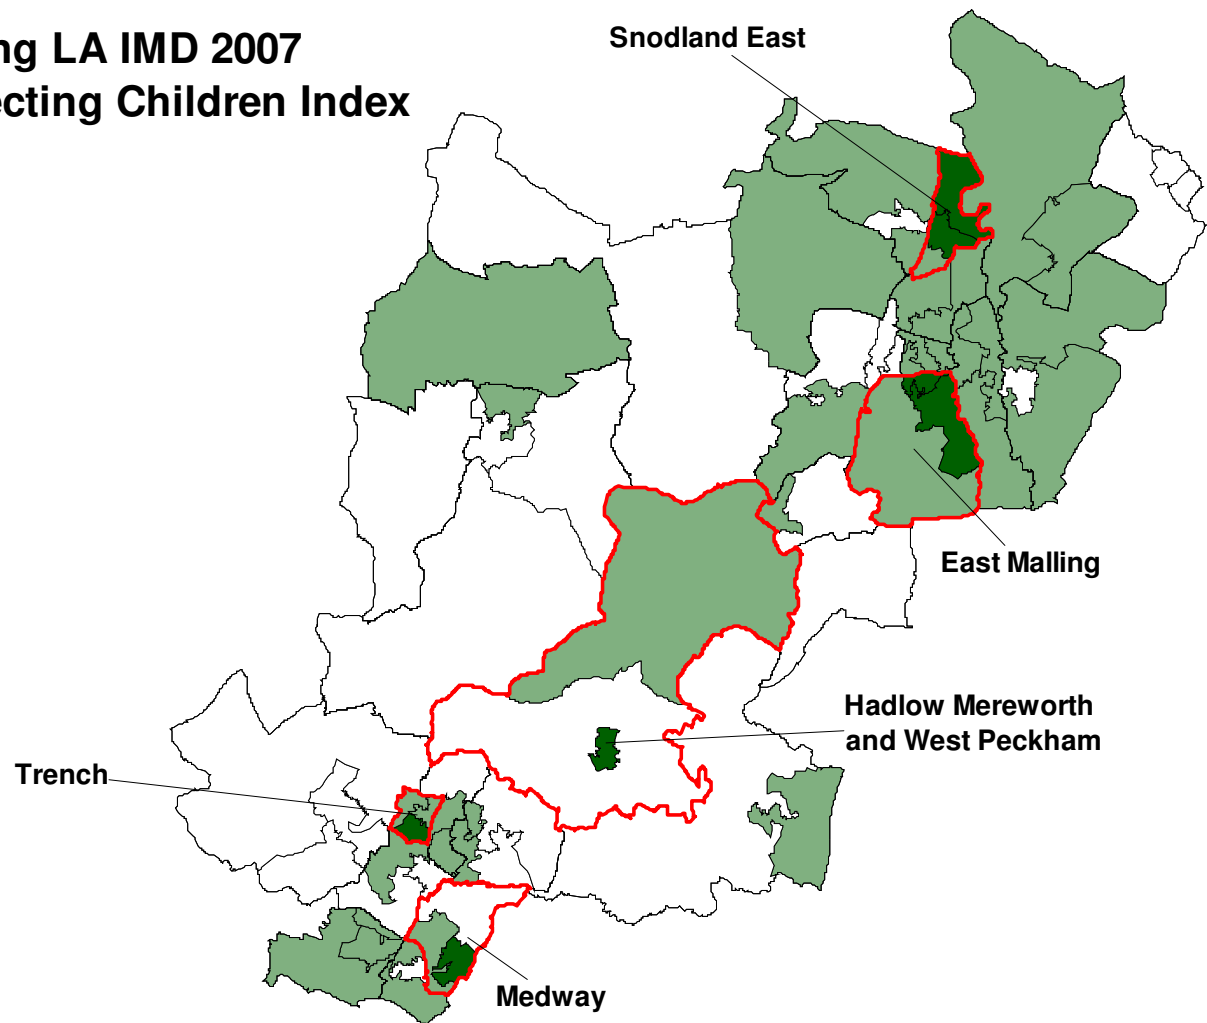 ng LA IMD 2007
ecting Children Index
Snodland East
East Malling
Hadlow Mereworth
and West Peckham
Trench
Medway